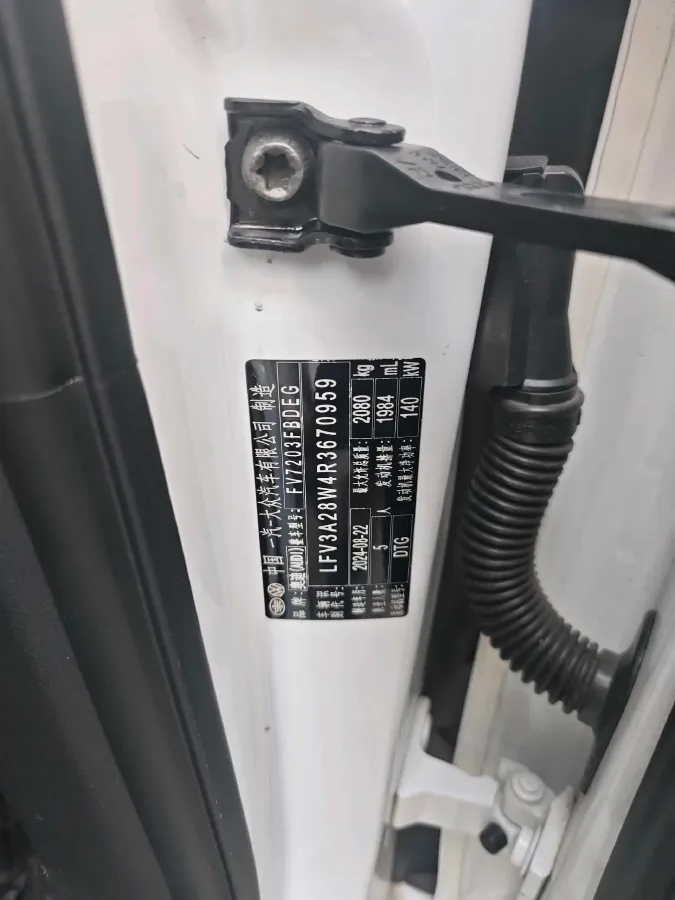 中国 一汽-大众汽车有限公司 制造
品牌:奥迪(AUDI) 整车型号: FV7203FBDEG
车辆识别代号: LFV3A28W4R3670959
制造年月: 2024-08-22 最大允许总质量: 2080 kg
乘坐人数: 5 人 发动机排量: 1984 mL
发动机型号: DTG 发动机最大净功率: 140 kW